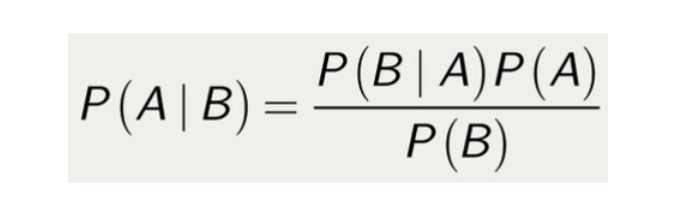 P(A | B) = P(B | A)P(A) / P(B)